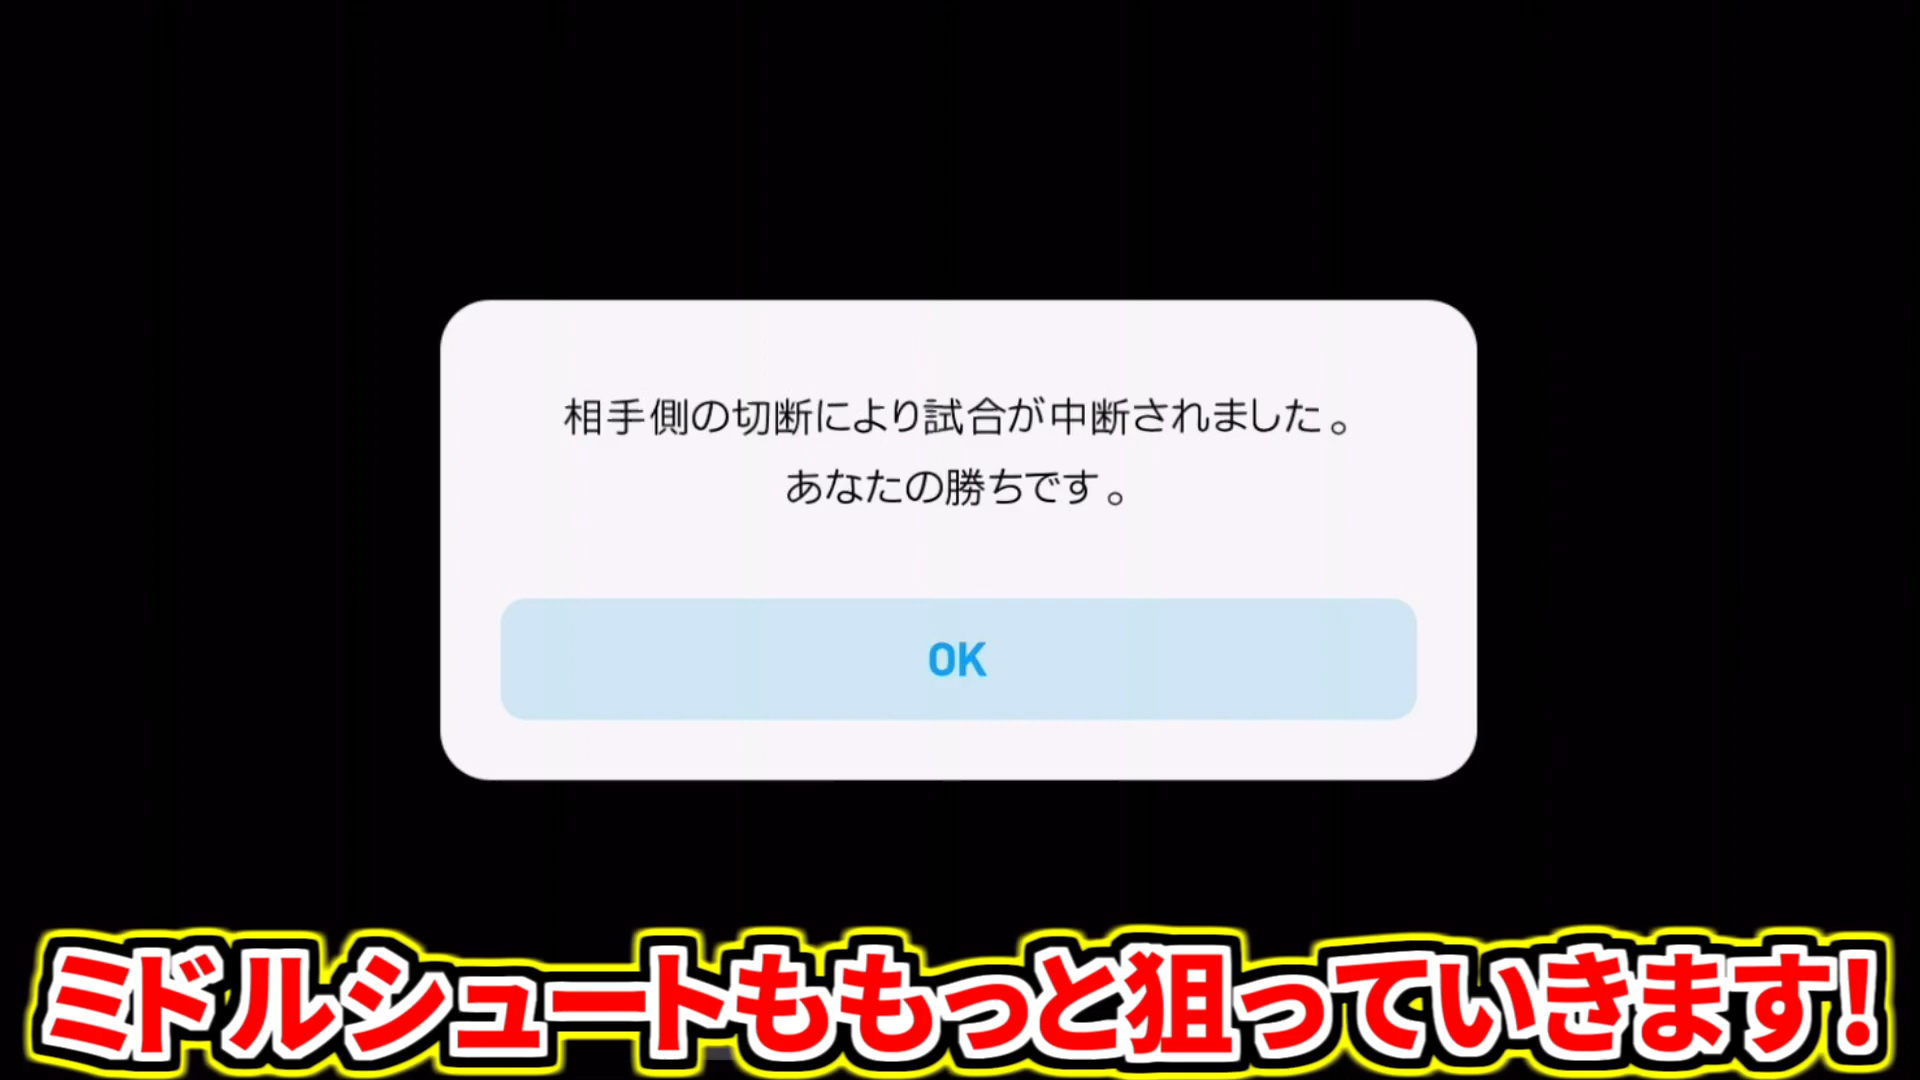 相手側の切断により試合が中断されました。
あなたの勝ちです。
OK
ミドルシュートももっと狙っていきます!